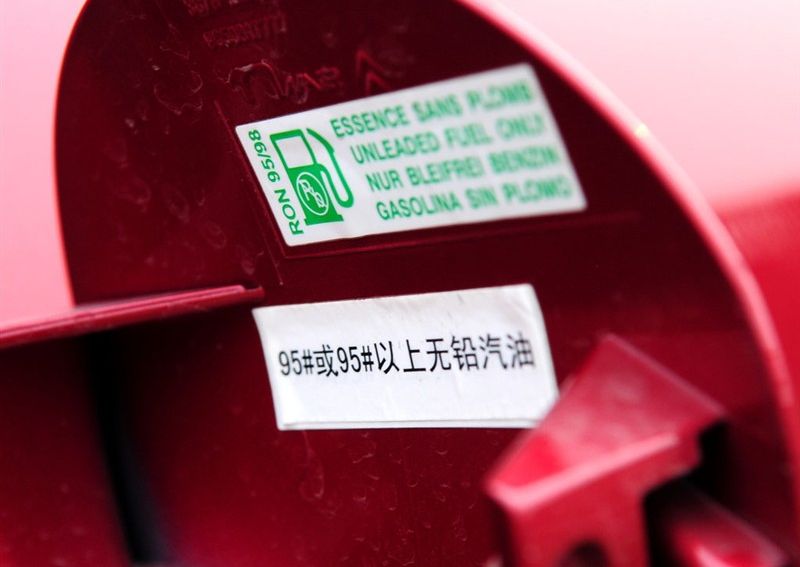 RON 95/98
ESSENCE SANS PLOMB
UNLEADED FUEL ONLY
NUR BLEIFREI BENZIN
GASOLINA SIN PLOMO
95#或95#以上无铅汽油